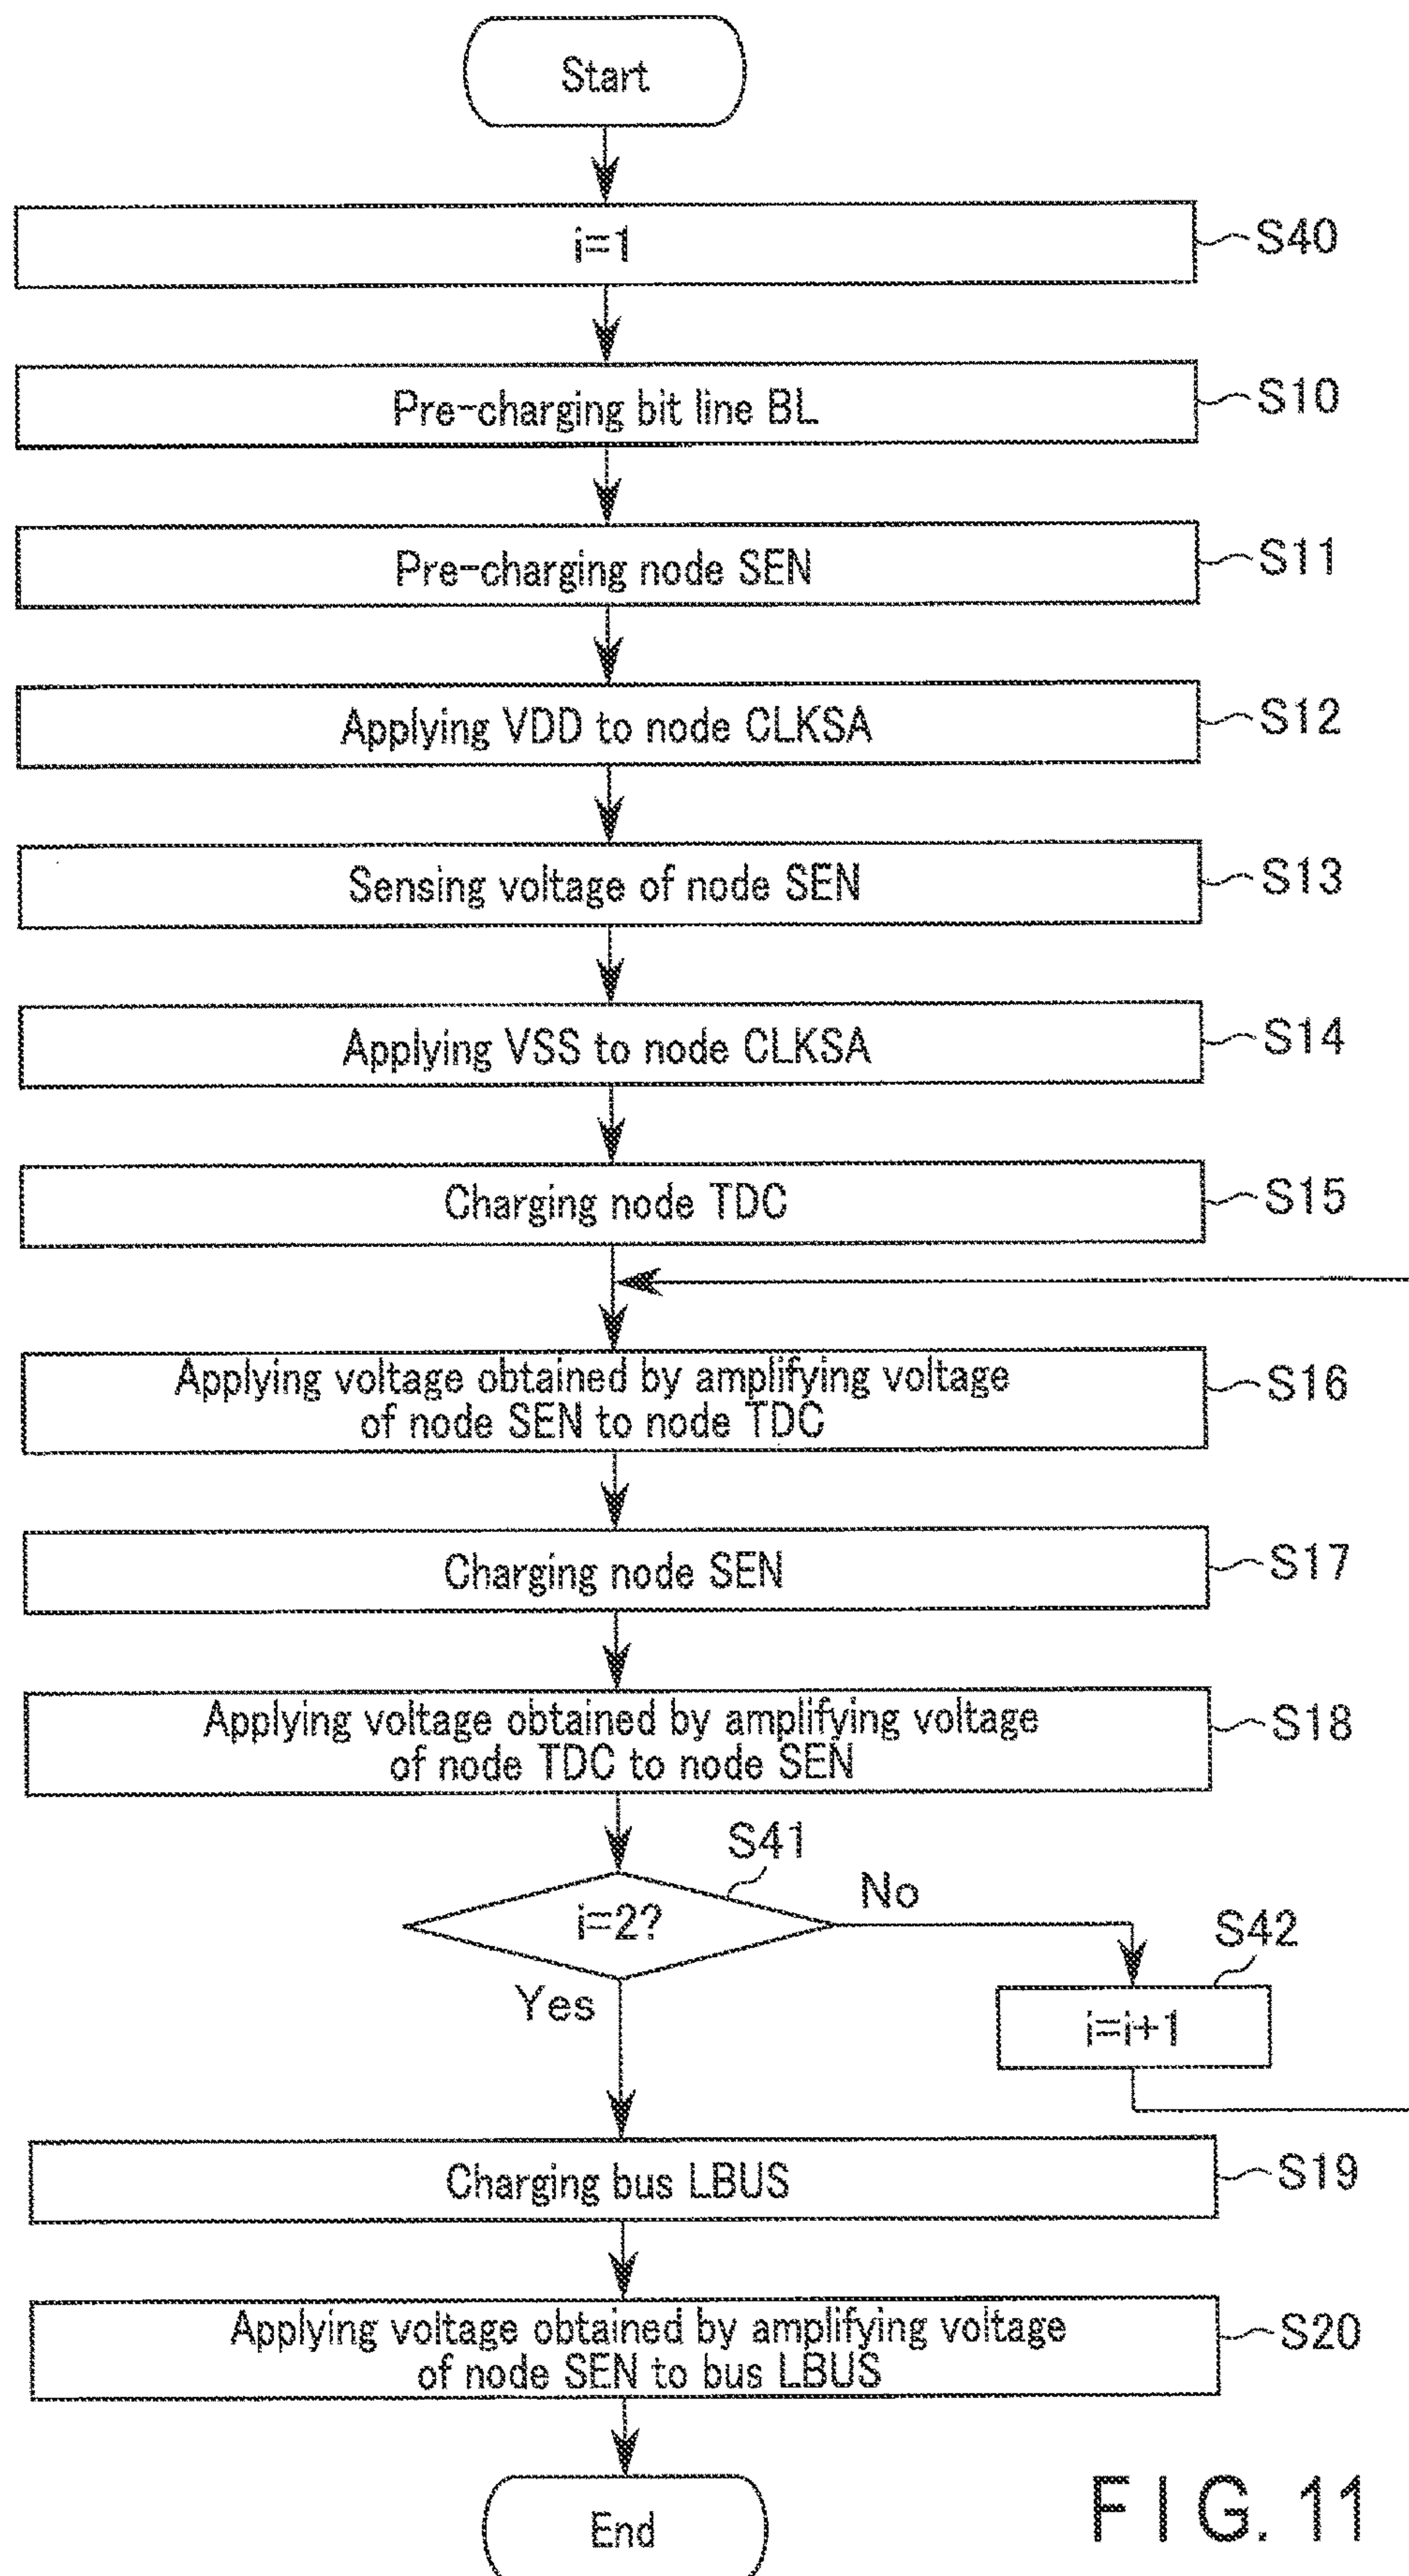 Start
i=1
S40
Pre-charging bit line BL
S10
Pre-charging node SEN
S11
Applying VDD to node CLKSA
S12
Sensing voltage of node SEN
S13
Applying VSS to node CLKSA
S14
Charging node TDC
S15
Applying voltage obtained by amplifying voltage
of node SEN to node TDC
S16
Charging node SEN
S17
Applying voltage obtained by amplifying voltage
of node TDC to node SEN
S18
S41
i=2?
No
Yes
S42
i=i+1
Charging bus LBUS
S19
Applying voltage obtained by amplifying voltage
of node SEN to bus LBUS
S20
End
FIG. 11